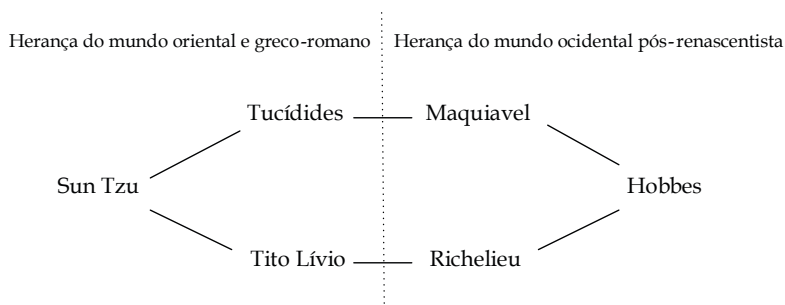 Herança do mundo oriental e greco-romano
Herança do mundo ocidental pós-renascentista
Tucídides
Maquiavel
Sun Tzu
Hobbes
Tito Lívio
Richelieu